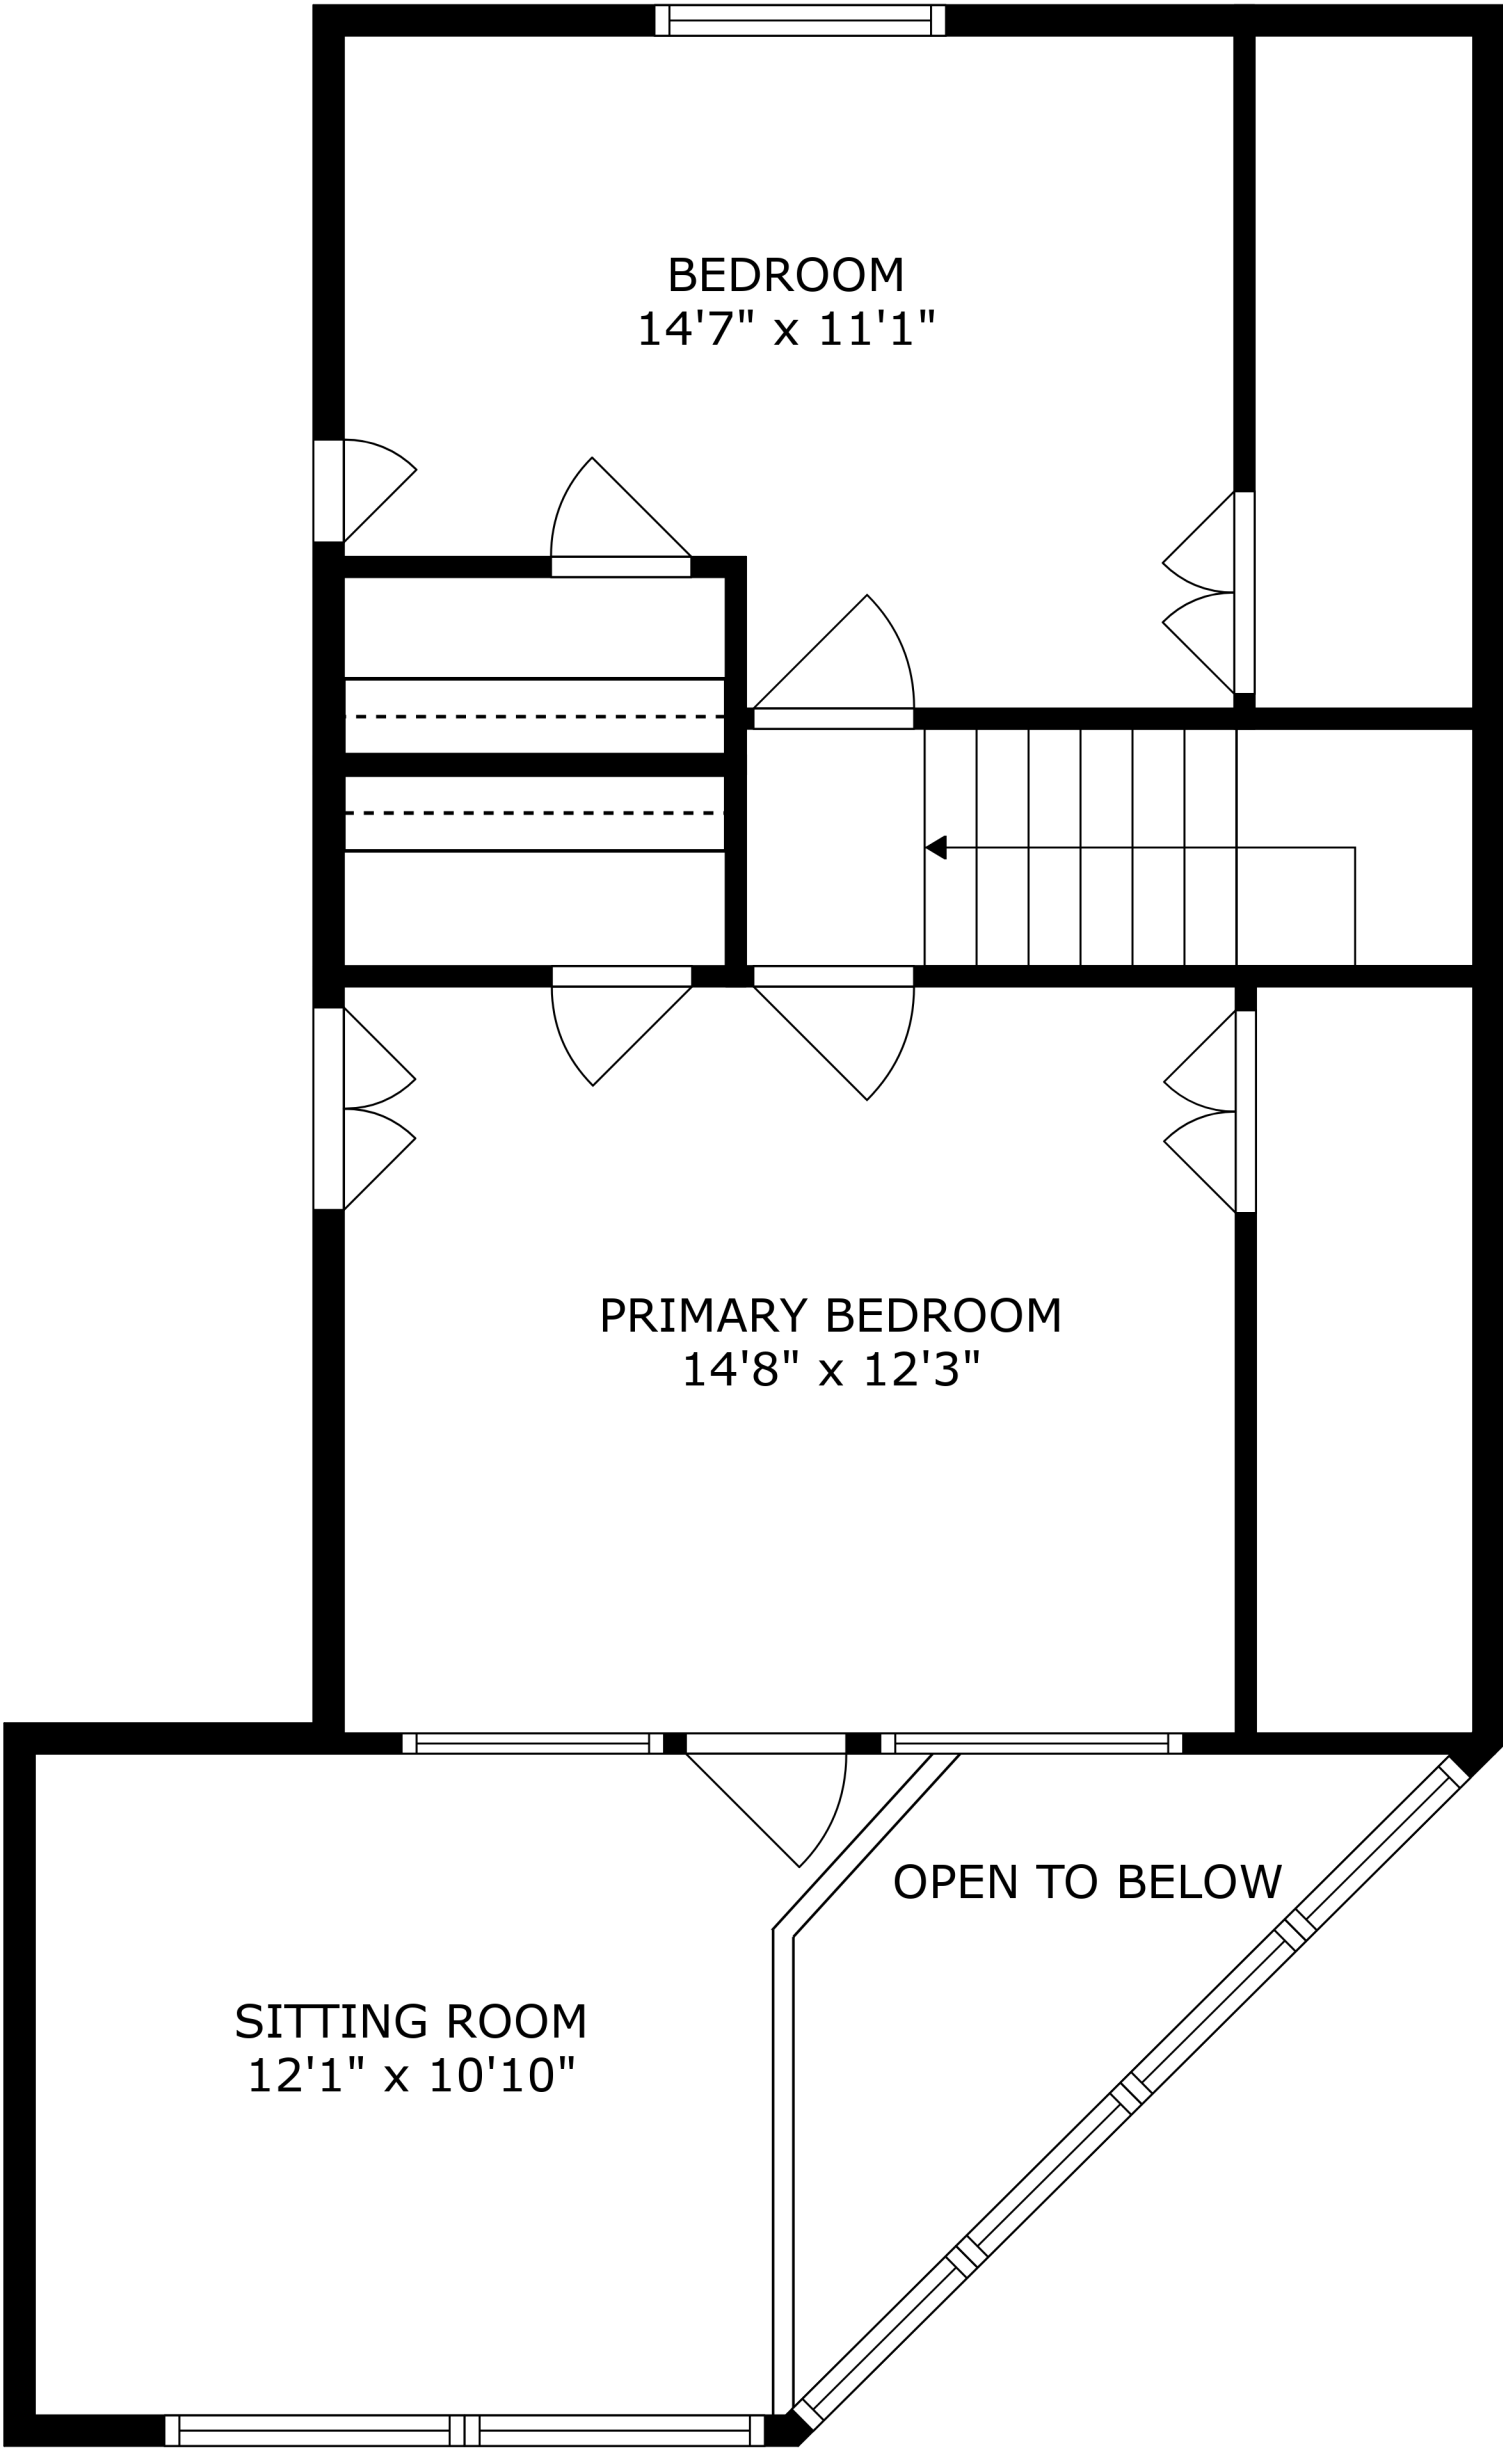 BEDROOM
14'7" x 11'1"
PRIMARY BEDROOM
14'8" x 12'3"
OPEN TO BELOW
SITTING ROOM
12'1" x 10'10"